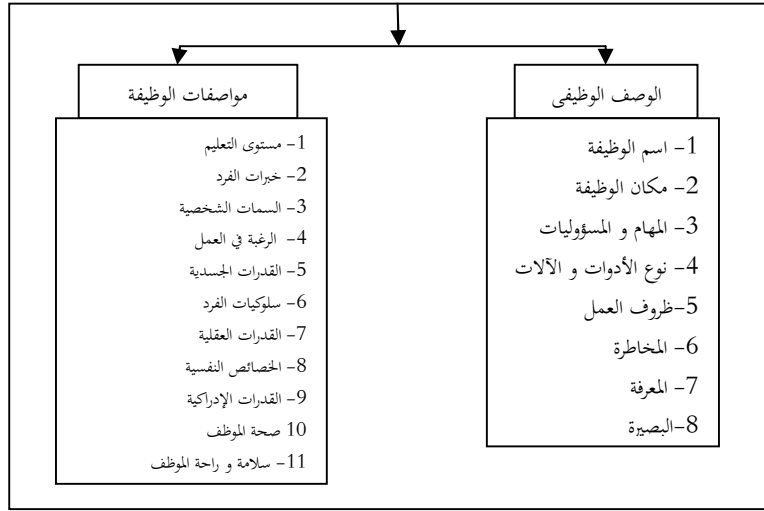 الوصف الوظيفى
1- اسم الوظيفة
2- مكان الوظيفة
3- المهام و المسؤوليات
4- نوع الأدوات و الآلات
5-ظروف العمل
6- المخاطرة
7- المعرفة
8-البصيرة
مواصفات الوظيفة
1- مستوى التعليم
2- خبرات الفرد
3- السمات الشخصية
4- الرغبة في العمل
5- القدرات الجسدية
6- سلوكيات الفرد
7- القدرات العقلية
8- الخصائص النفسية
9- القدرات الإدراكية
10 صحة الموظف
11- سلامة و راحة الموظف